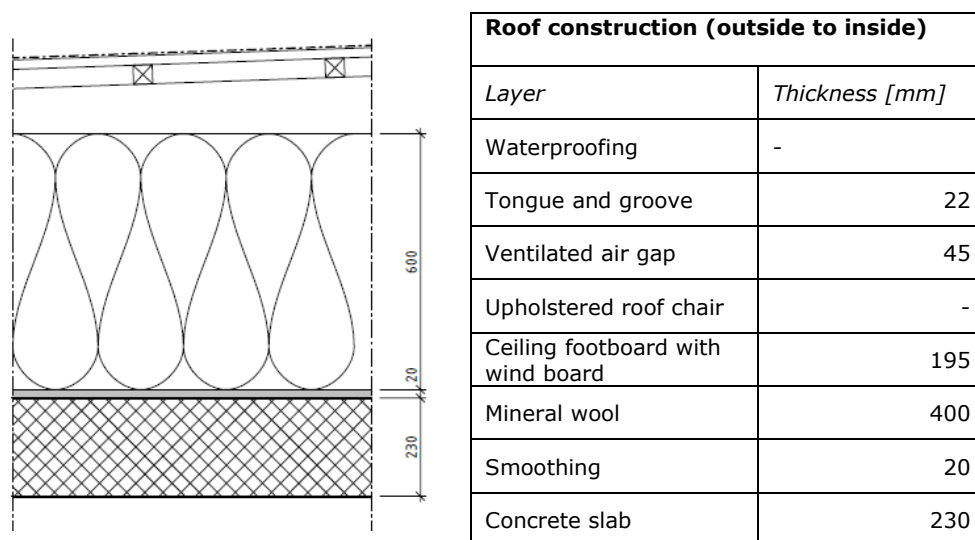 600
20
230
Roof construction (outside to inside)
Layer Thickness [mm]
Waterproofing -
Tongue and groove 22
Ventilated air gap 45
Upholstered roof chair -
Ceiling footboard with
wind board 195
Mineral wool 400
Smoothing 20
Concrete slab 230